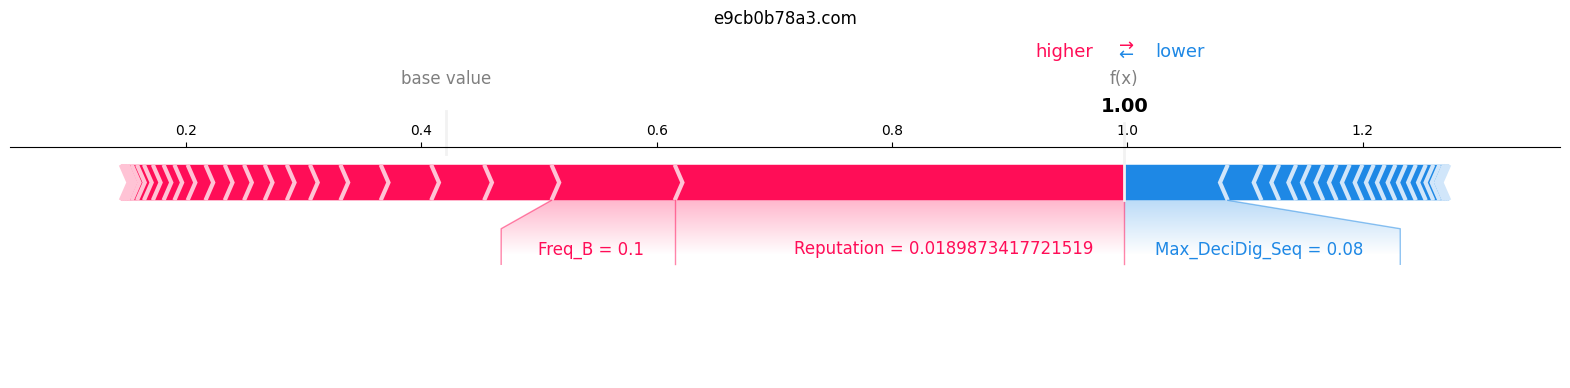 e9cb0b78a3.com
higher → ← lower
base value f(x)
1.00
0.2 0.4 0.6 0.8 1.0 1.2
Freq_B = 0.1 Reputation = 0.0189873417721519 Max_DeciDig_Seq = 0.08